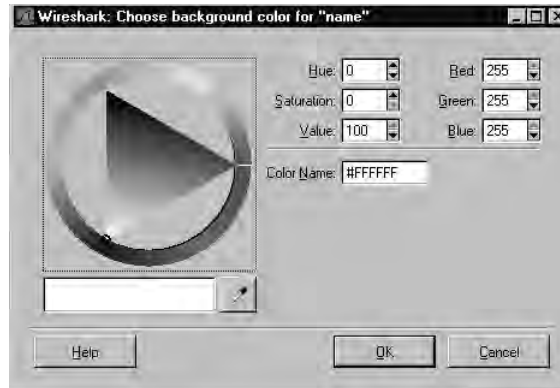 Wireshark: Choose background color for "name"
Hue: 0 Red: 255
Saturation: 0 Green: 255
Value: 100 Blue: 255
Color Name: #FFFFFF
Help OK Cancel